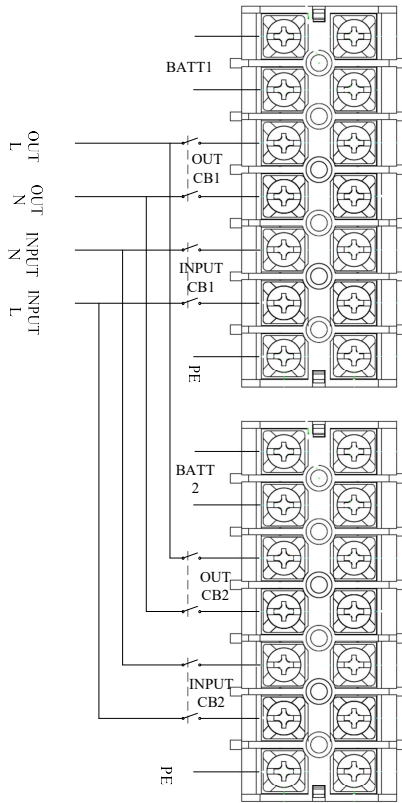 BATT1
OUT
L
OUT
CB1
OUT
N
INPUT
N
INPUT
CB1
INPUT
L
PE
BATT
2
OUT
CB2
INPUT
CB2
PE